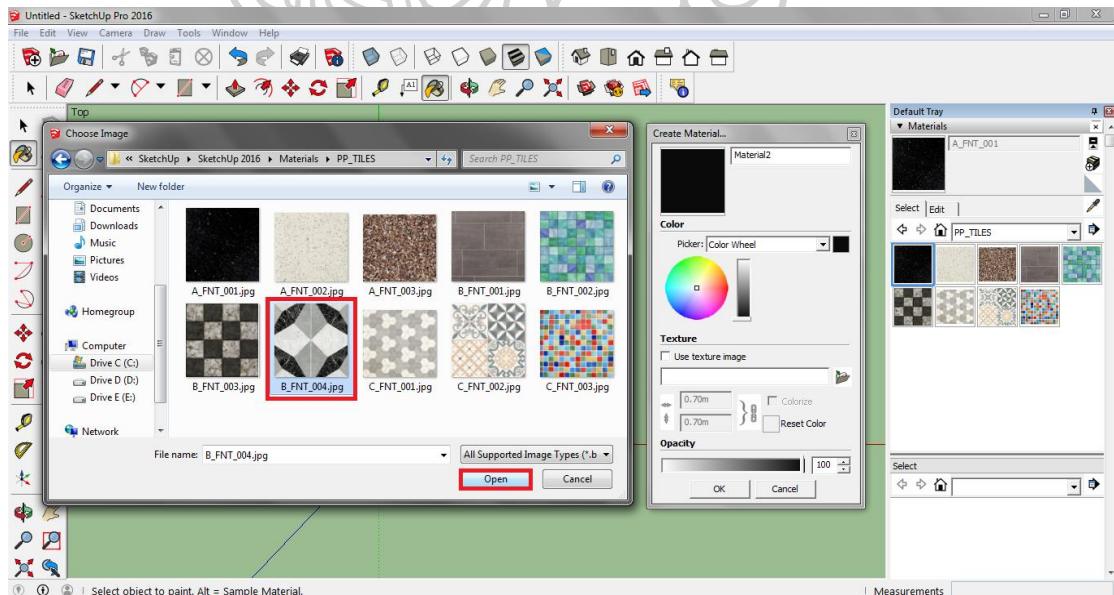 Untitled - SketchUp Pro 2016
File Edit View Camera Draw Tools Window Help
A1
Top
Choose Image
« SketchUp ▸ SketchUp 2016 ▸ Materials ▸ PP_TILES
Search PP_TILES
Organize New folder
Documents
Downloads
Music
Pictures
Videos
Homegroup
Computer
Drive C (C:)
Drive D (D:)
Drive E (E:)
Network
A_FNT_001.jpg A_FNT_002.jpg A_FNT_003.jpg B_FNT_001.jpg B_FNT_002.jpg
B_FNT_003.jpg B_FNT_004.jpg C_FNT_001.jpg C_FNT_002.jpg C_FNT_003.jpg
File name: B_FNT_004.jpg
All Supported Image Types (*.b
Open Cancel
Create Material...
Material2
Color
Picker: Color Wheel
Texture
Use texture image
0.70m
Colorize
0.70m
Reset Color
Opacity
100
OK Cancel
Default Tray
Materials
A_FNT_001
Select Edit
PP_TILES
Select
Select object to paint. Alt = Sample Material.
Measurements